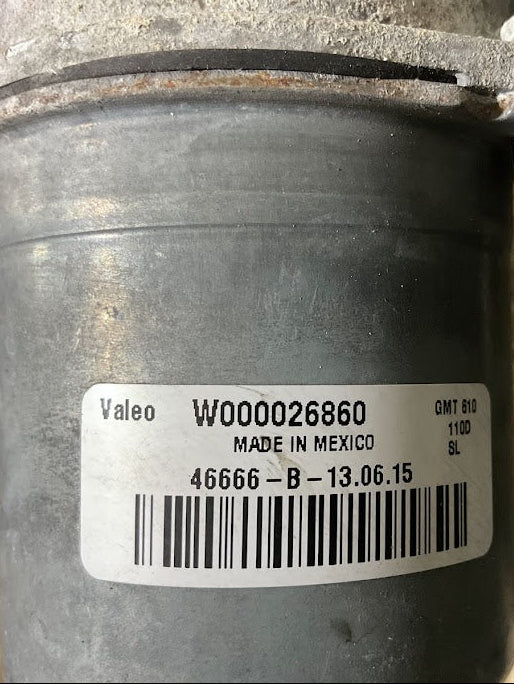 Valeo W000026860 GMT 610
MADE IN MEXICO 110D
SL
46666-B-13.06.15